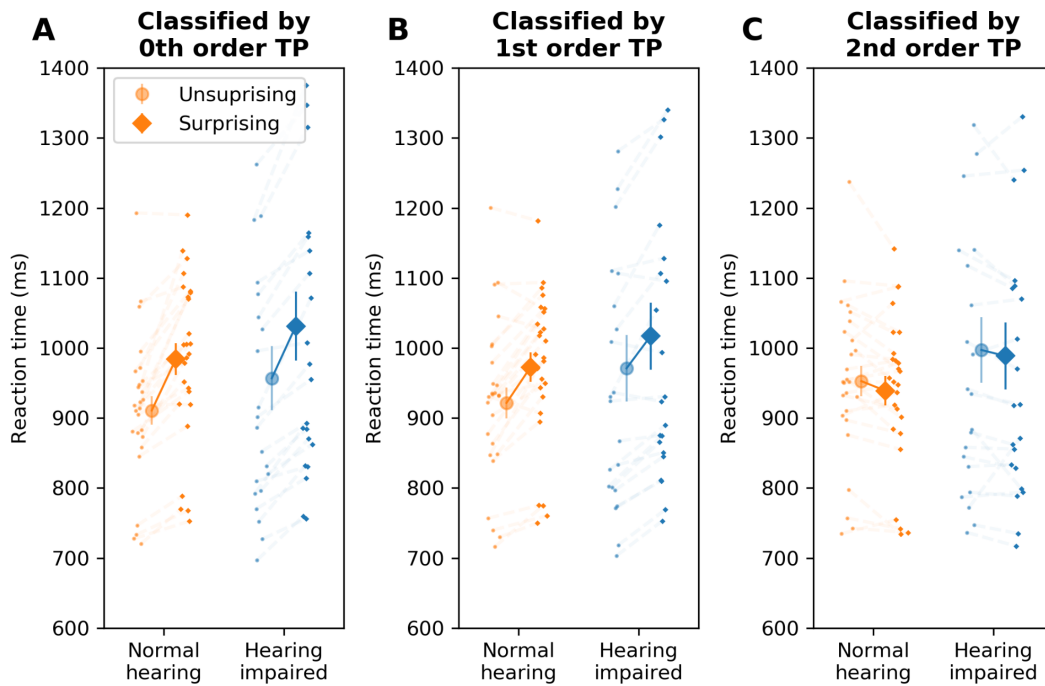 A
Classified by
0th order TP
Reaction time (ms)
1400
1300
1200
1100
1000
900
800
700
600
Unsuprising
Surprising
Normal
hearing
Hearing
impaired
B
Classified by
1st order TP
Reaction time (ms)
1400
1300
1200
1100
1000
900
800
700
600
Normal
hearing
Hearing
impaired
C
Classified by
2nd order TP
Reaction time (ms)
1400
1300
1200
1100
1000
900
800
700
600
Normal
hearing
Hearing
impaired